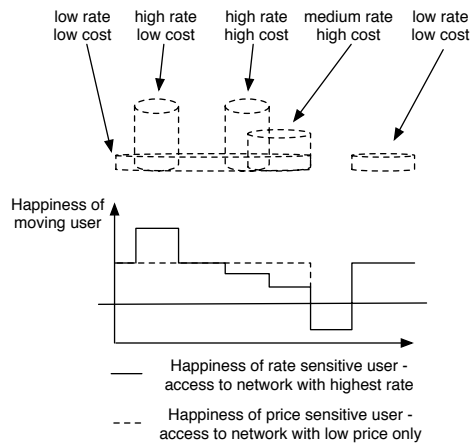 low rate
low cost
high rate
low cost
high rate
high cost
medium rate
high cost
low rate
low cost
Happiness of
moving user
Happiness of rate sensitive user -
access to network with highest rate
Happiness of price sensitive user -
access to network with low price only